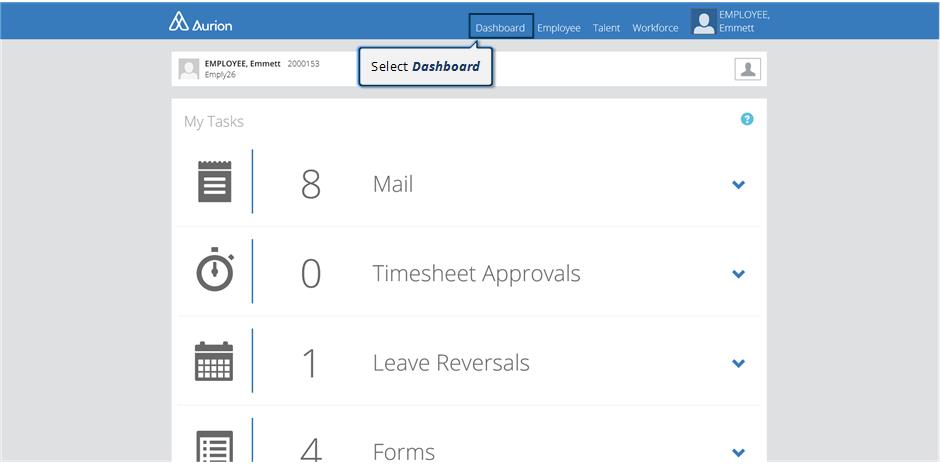 Aurion
Dashboard Employee Talent Workforce
EMPLOYEE,
Emmett
EMPLOYEE, Emmett 2000153
Emply26
Select Dashboard
My Tasks
?
8 Mail
0 Timesheet Approvals
1 Leave Reversals
4 Forms